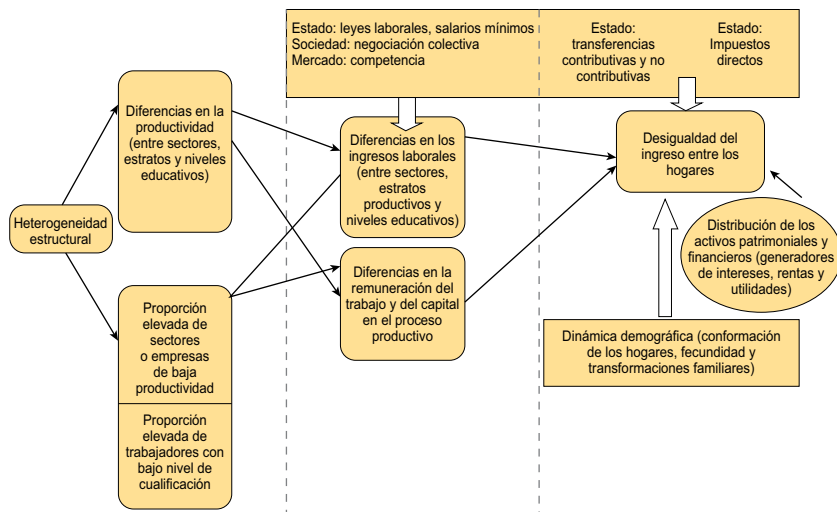 Estado: leyes laborales, salarios mínimos
Sociedad: negociación colectiva
Mercado: competencia
Estado:
transferencias
contributivas y no
contributivas
Estado:
Impuestos
directos
Diferencias en la
productividad
(entre sectores,
estratos y niveles
educativos)
Diferencias en los
ingresos laborales
(entre sectores,
estratos
productivos y
niveles educativos)
Desigualdad del
ingreso entre los
hogares
Heterogeneidad
estructural
Distribución de los
activos patrimoniales y
financieros (generadores
de intereses, rentas y
utilidades)
Diferencias en la
remuneración del
trabajo y del capital
en el proceso
productivo
Proporción
elevada de
sectores
o empresas
de baja
productividad
Dinámica demográfica (conformación
de los hogares, fecundidad y
transformaciones familiares)
Proporción
elevada de
trabajadores con
bajo nivel de
cualificación